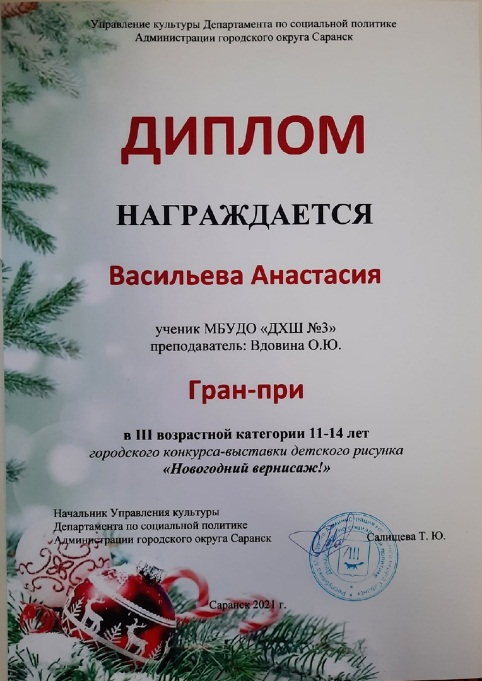 Управление культуры Департамента по социальной политике
Администрации городского округа Саранск
ДИПЛОМ
НАГРАЖДАЕТСЯ
Васильева Анастасия
ученик МБУДО «ДХШ №3»
преподаватель: Вдовина О.Ю.
Гран-при
в III возрастной категории 11-14 лет
городского конкурса-выставки детского рисунка
«Новогодний вернисаж!»
Начальник Управления культуры
Департамента по социальной политике
Администрации городского округа Саранск
Салищева Т. Ю.
Саранск 2021 г.